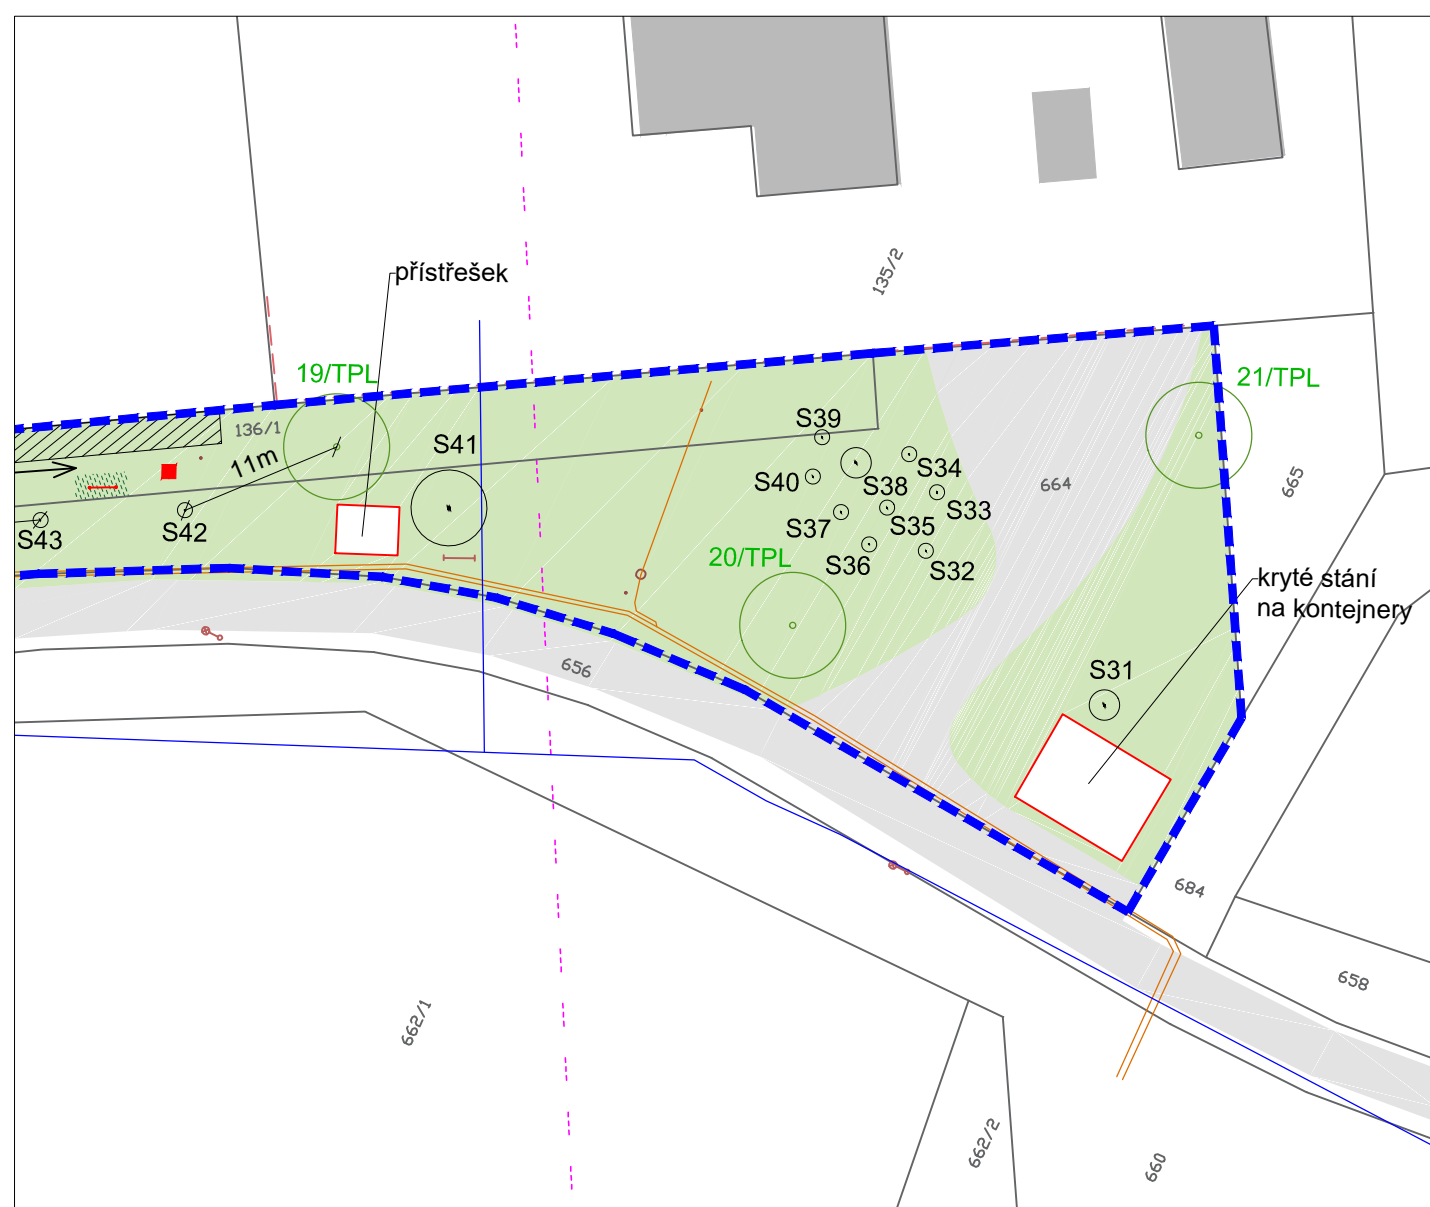 135/2
přístřešek
19/TPL
21/TPL
136/1
11m
S41
S39
S34
S40
S38
S33
664
665
S37
S35
S43
S42
20/TPL
S36
S32
kryté stání
na kontejnery
656
S31
684
658
662/1
662/2
660